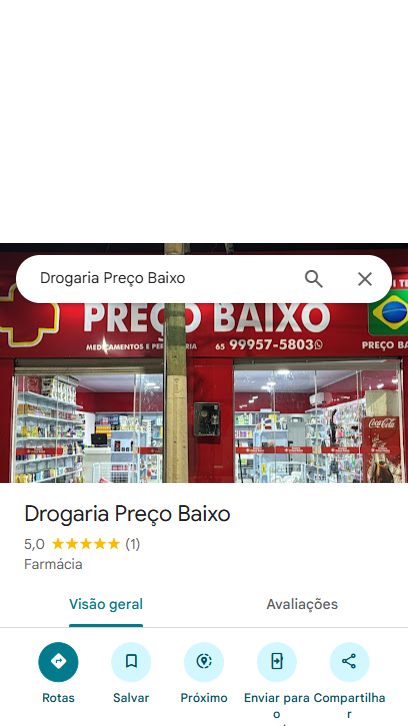 Drogaria Preço Baixo
PREÇO BAIXO
MEDICAMENTOS E PERFUMARIA 65 99957-5803
PREÇO BA
Coca-Cola
Drogaria Preço Baixo
5,0 (1)
Farmácia
Visão geral Avaliações
Rotas Salvar Próximo Enviar para o Compartilhar